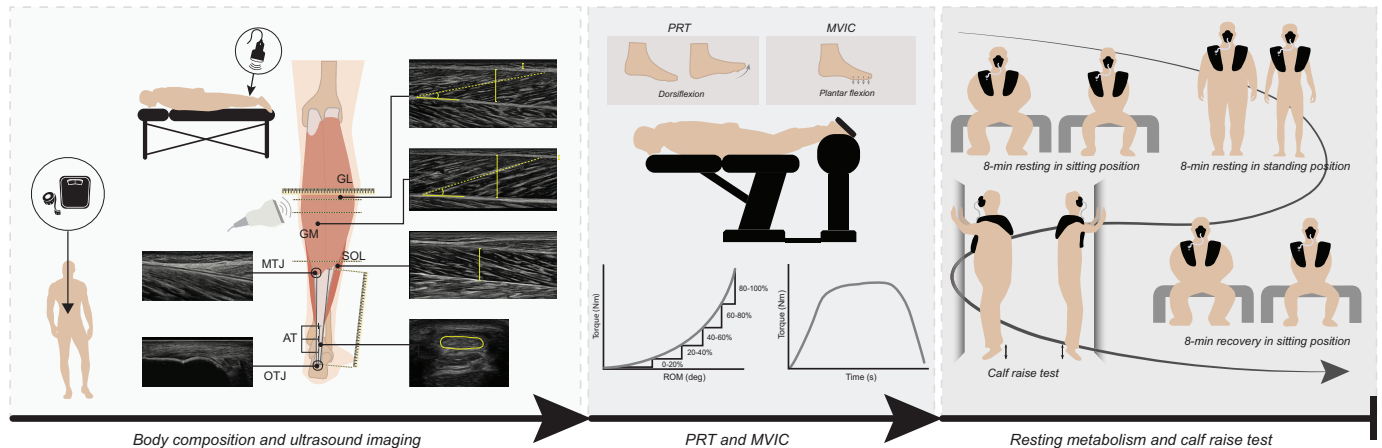 GL
GM
MTJ
SOL
AT
OTJ
Body composition and ultrasound imaging
PRT
MVIC
Dorsiflexion
Plantar flexion
Torque (Nm)
80-100%
60-80%
40-60%
20-40%
0-20%
ROM (deg)
Torque (Nm)
Time (s)
PRT and MVIC
8-min resting in sitting position
8-min resting in standing position
8-min recovery in sitting position
Calf raise test
Resting metabolism and calf raise test